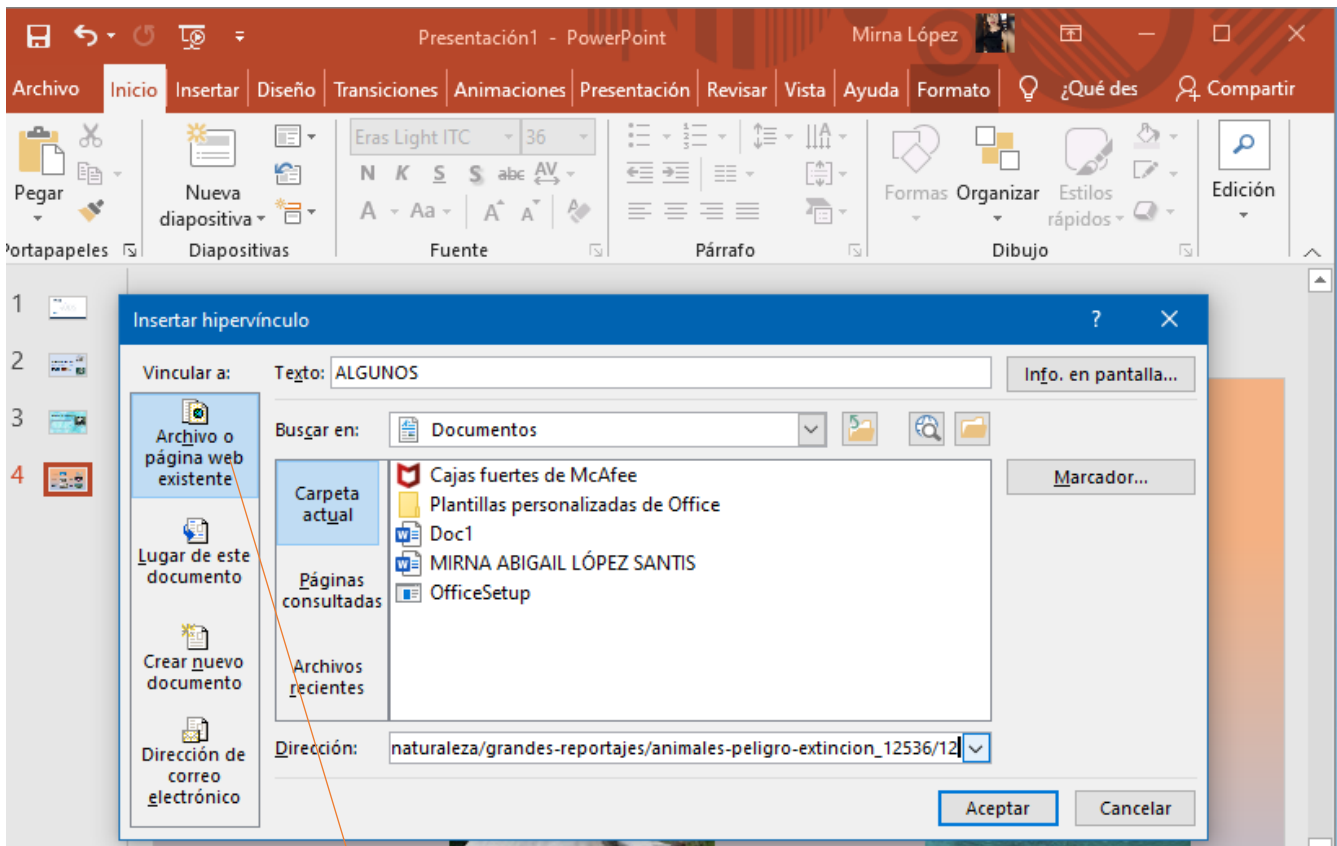 Presentación1 - PowerPoint
Mirna López
Archivo Inicio Insertar Diseño Transiciones Animaciones Presentación Revisar Vista Ayuda Formato ¿Qué des Compartir
Pegar
Portapapeles
Nueva
diapositiva
Diapositivas
Eras Light ITC 36
N K S S abc AV
A Aa A A
Fuente
Párrafo
Formas Organizar Estilos
rápidos
Dibujo
Edición
1
2
3
4
Insertar hipervínculo ?
Vincular a:
Texto: ALGUNOS
Info. en pantalla...
Archivo o
página web
existente
Lugar de este
documento
Crear nuevo
documento
Dirección de
correo
electrónico
Buscar en: Documentos
Carpeta
actual
Páginas
consultadas
Archivos
recientes
Cajas fuertes de McAfee
Plantillas personalizadas de Office
Doc1
MIRNA ABIGAIL LÓPEZ SANTIS
OfficeSetup
Marcador...
Dirección: naturaleza/grandes-reportajes/animales-peligro-extincion_12536/12
Aceptar Cancelar